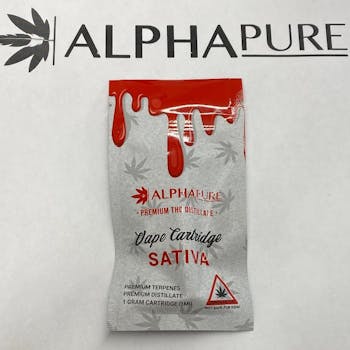 ALPHAPURE
ALPHAPURE
PREMIUM THC DISTILLATE
Vape Cartridge
SATIVA
PREMIUM TERPENES
PREMIUM DISTILLATE
1 GRAM CARTRIDGE (1ML)